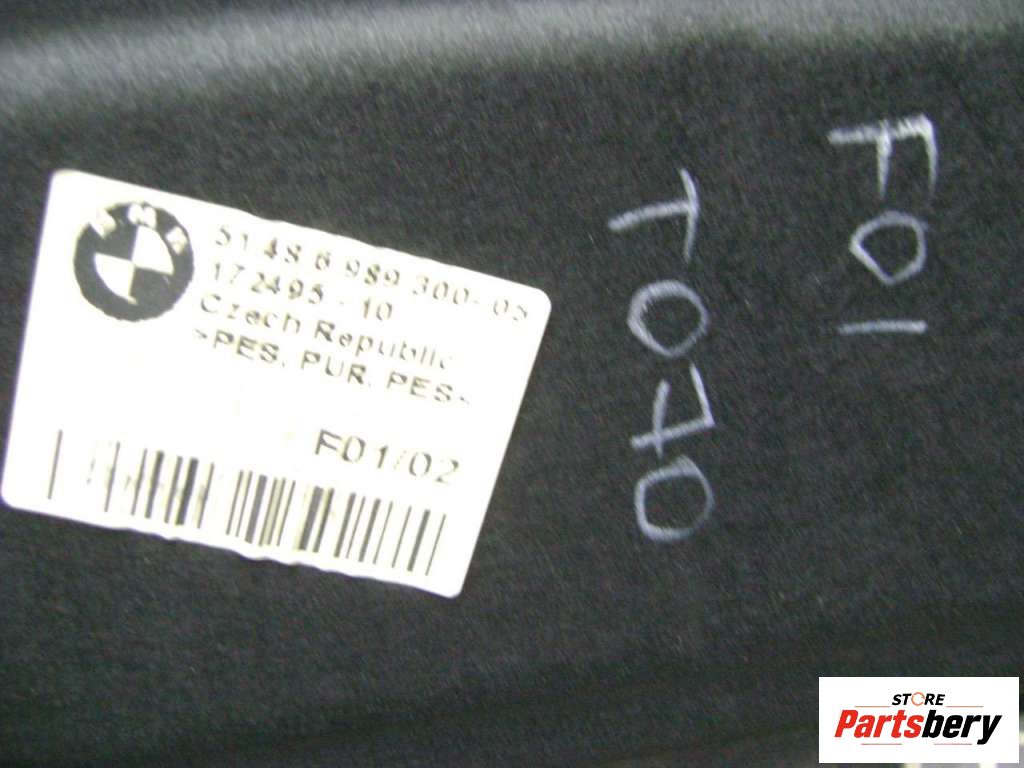 BMW
51 48 6 989 300-05
172495 - 10
Czech Republic
>PES. PUR. PES<
F01/02
F01
T070
STORE
Partsbery